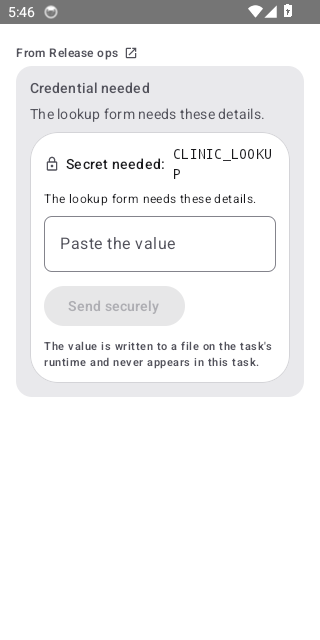 5:46
From Release ops
Credential needed
The lookup form needs these details.
Secret needed: CLINIC_LOOKU
P
The lookup form needs these details.
Paste the value
Send securely
The value is written to a file on the task's
runtime and never appears in this task.